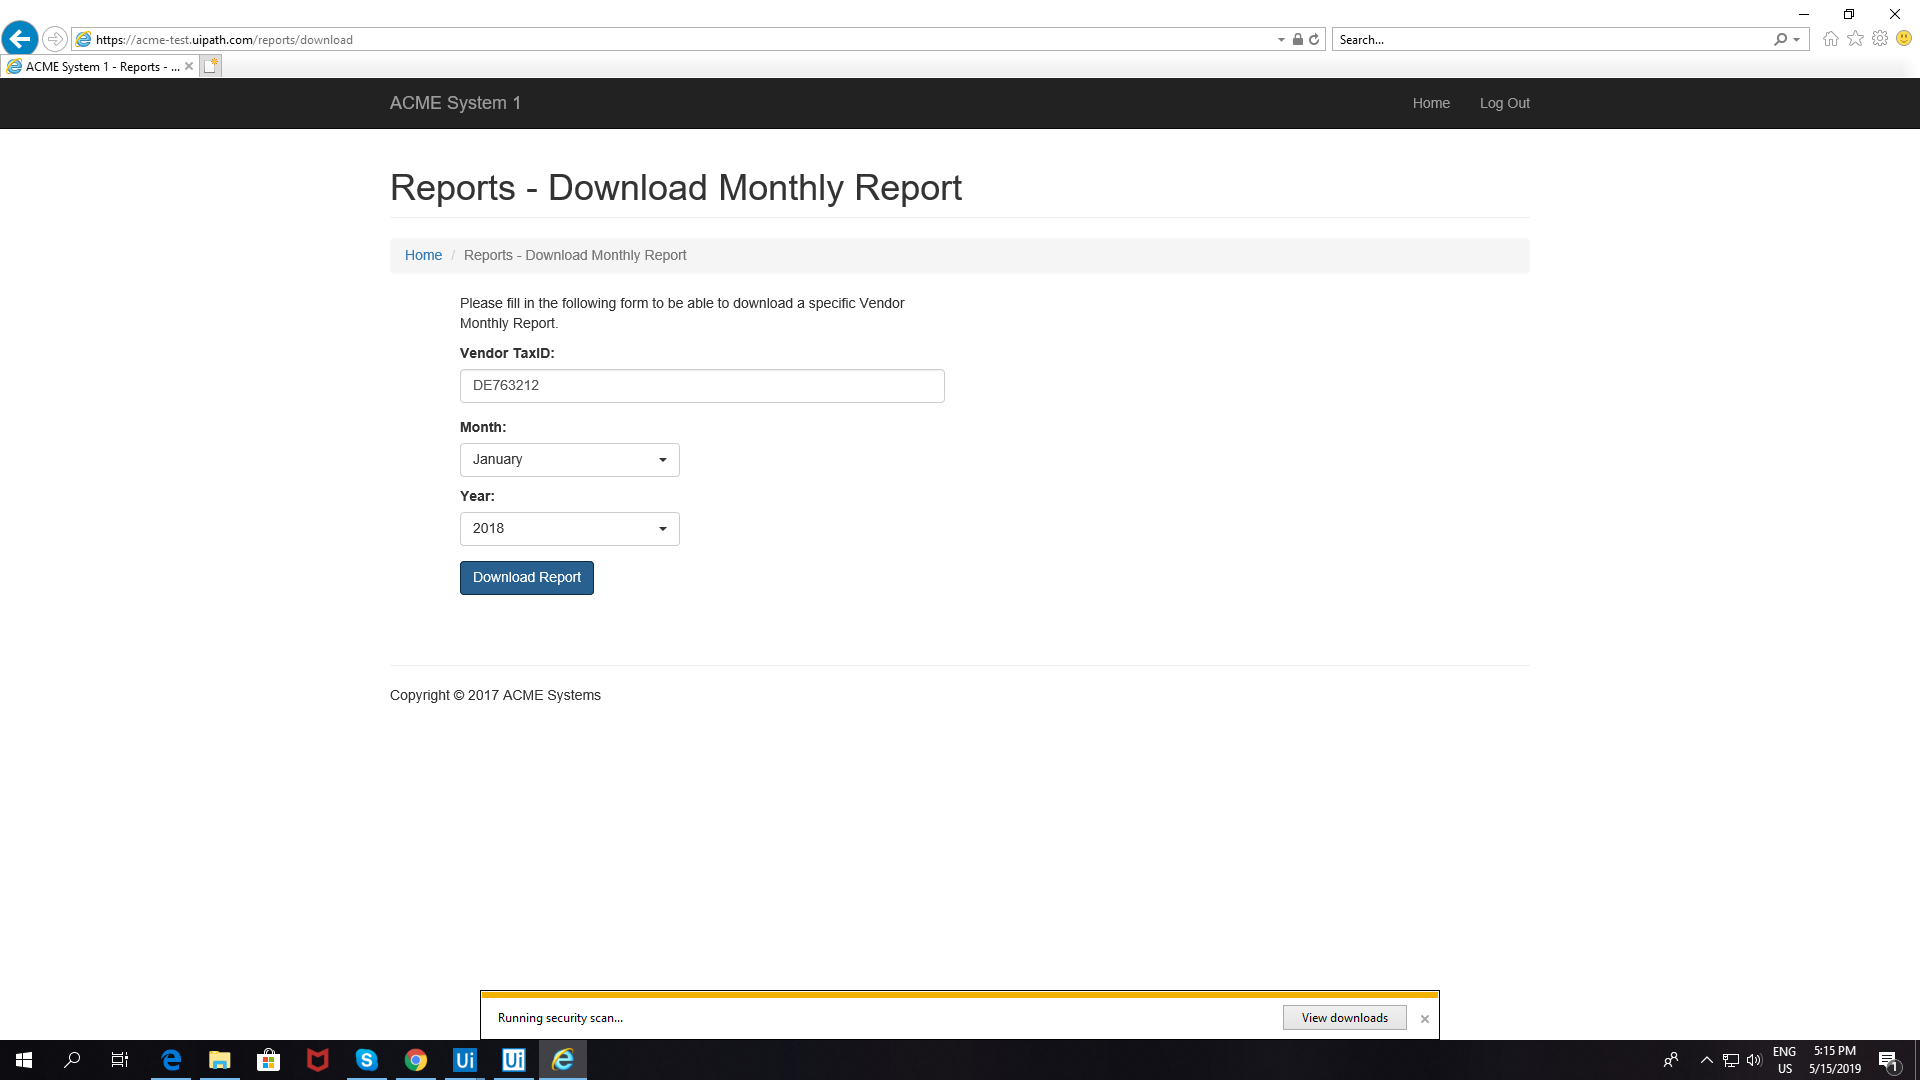 https://acme-test.uipath.com/reports/download
Search...
ACME System 1 - Reports - ...
ACME System 1
Home
Log Out
Reports - Download Monthly Report
Home / Reports - Download Monthly Report
Please fill in the following form to be able to download a specific Vendor
Monthly Report.
Vendor TaxID:
DE763212
Month:
January
Year:
2018
Download Report
Copyright © 2017 ACME Systems
Running security scan...
View downloads
Ui
Ui
ENG
US
5:15 PM
5/15/2019
1